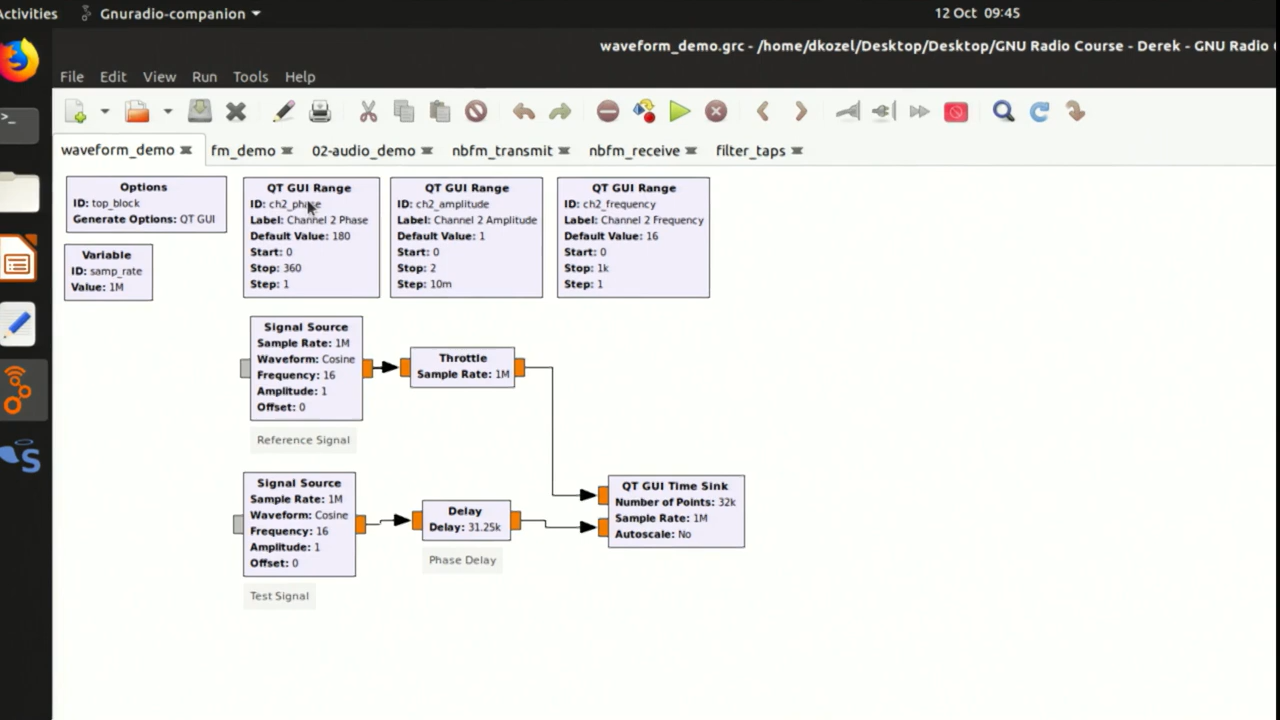 Activities
Gnuradio-companion
12 Oct 09:45
waveform_demo.grc - /home/dkozel/Desktop/Desktop/GNU Radio Course - Derek - GNU Radio
File Edit View Run Tools Help
waveform_demo fm_demo 02-audio_demo nbfm_transmit nbfm_receive filter_taps
Options
ID: top_block
Generate Options: QT GUI
Variable
ID: samp_rate
Value: 1M
QT GUI Range
ID: ch2_phase
Label: Channel 2 Phase
Default Value: 180
Start: 0
Stop: 360
Step: 1
QT GUI Range
ID: ch2_amplitude
Label: Channel 2 Amplitude
Default Value: 1
Start: 0
Stop: 2
Step: 10m
QT GUI Range
ID: ch2_frequency
Label: Channel 2 Frequency
Default Value: 16
Start: 0
Stop: 1k
Step: 1
Signal Source
Sample Rate: 1M
Waveform: Cosine
Frequency: 16
Amplitude: 1
Offset: 0
Reference Signal
Throttle
Sample Rate: 1M
Signal Source
Sample Rate: 1M
Waveform: Cosine
Frequency: 16
Amplitude: 1
Offset: 0
Test Signal
Delay
Delay: 31.25k
Phase Delay
QT GUI Time Sink
Number of Points: 32k
Sample Rate: 1M
Autoscale: No